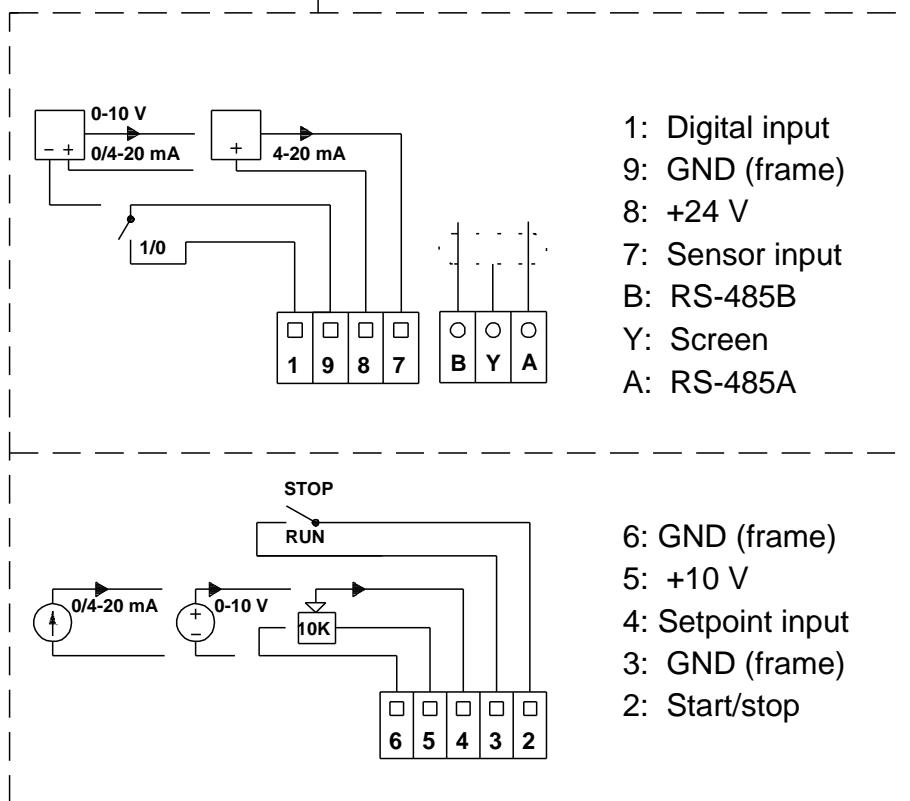 0-10 V
0/4-20 mA
4-20 mA
- +
+
1/0
1 9 8 7
B Y A
1: Digital input
9: GND (frame)
8: +24 V
7: Sensor input
B: RS-485B
Y: Screen
A: RS-485A
STOP
RUN
0/4-20 mA
0-10 V
+
-
10K
6 5 4 3 2
6: GND (frame)
5: +10 V
4: Setpoint input
3: GND (frame)
2: Start/stop